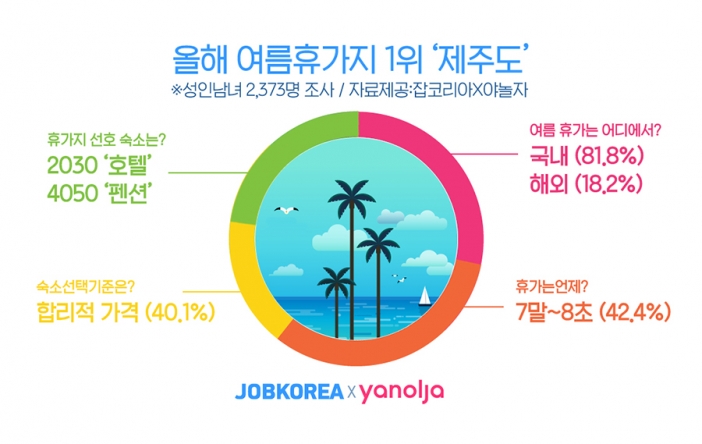 올해 여름휴가지 1위 ‘제주도’
※성인남녀 2,373명 조사 / 자료제공:잡코리아X야놀자
휴가지 선호 숙소는?
2030 ‘호텔’
4050 ‘펜션’
여름 휴가는 어디에서?
국내 (81.8%)
해외 (18.2%)
숙소선택기준은?
합리적 가격 (40.1%)
휴가는언제?
7말~8초 (42.4%)
JOBKOREA X yanolja